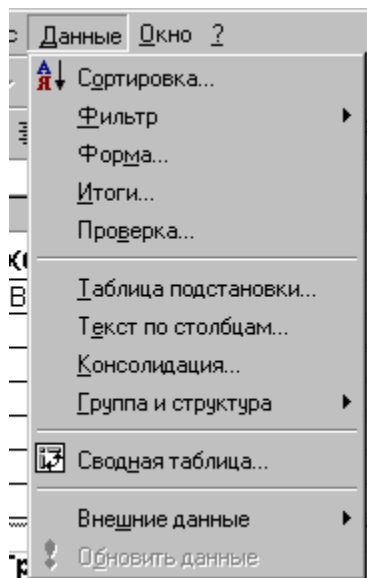 с Данные Окно ?
Сортировка...
Фильтр
Форма...
Итоги...
Проверка...
Таблица подстановки...
Текст по столбцам...
Консолидация...
Группа и структура
Сводная таблица...
Внешние данные
Обновить данные